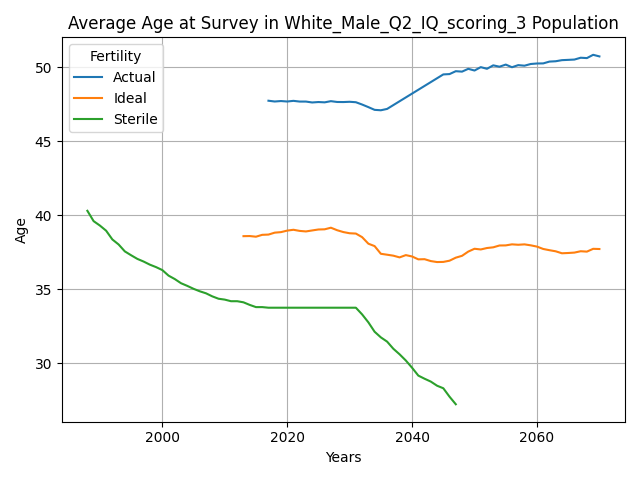 Average Age at Survey in White_Male_Q2_IQ_scoring_3 Population
Fertility
Actual
Ideal
Sterile
50
45
40
35
30
Age
2000
2020
2040
2060
Years